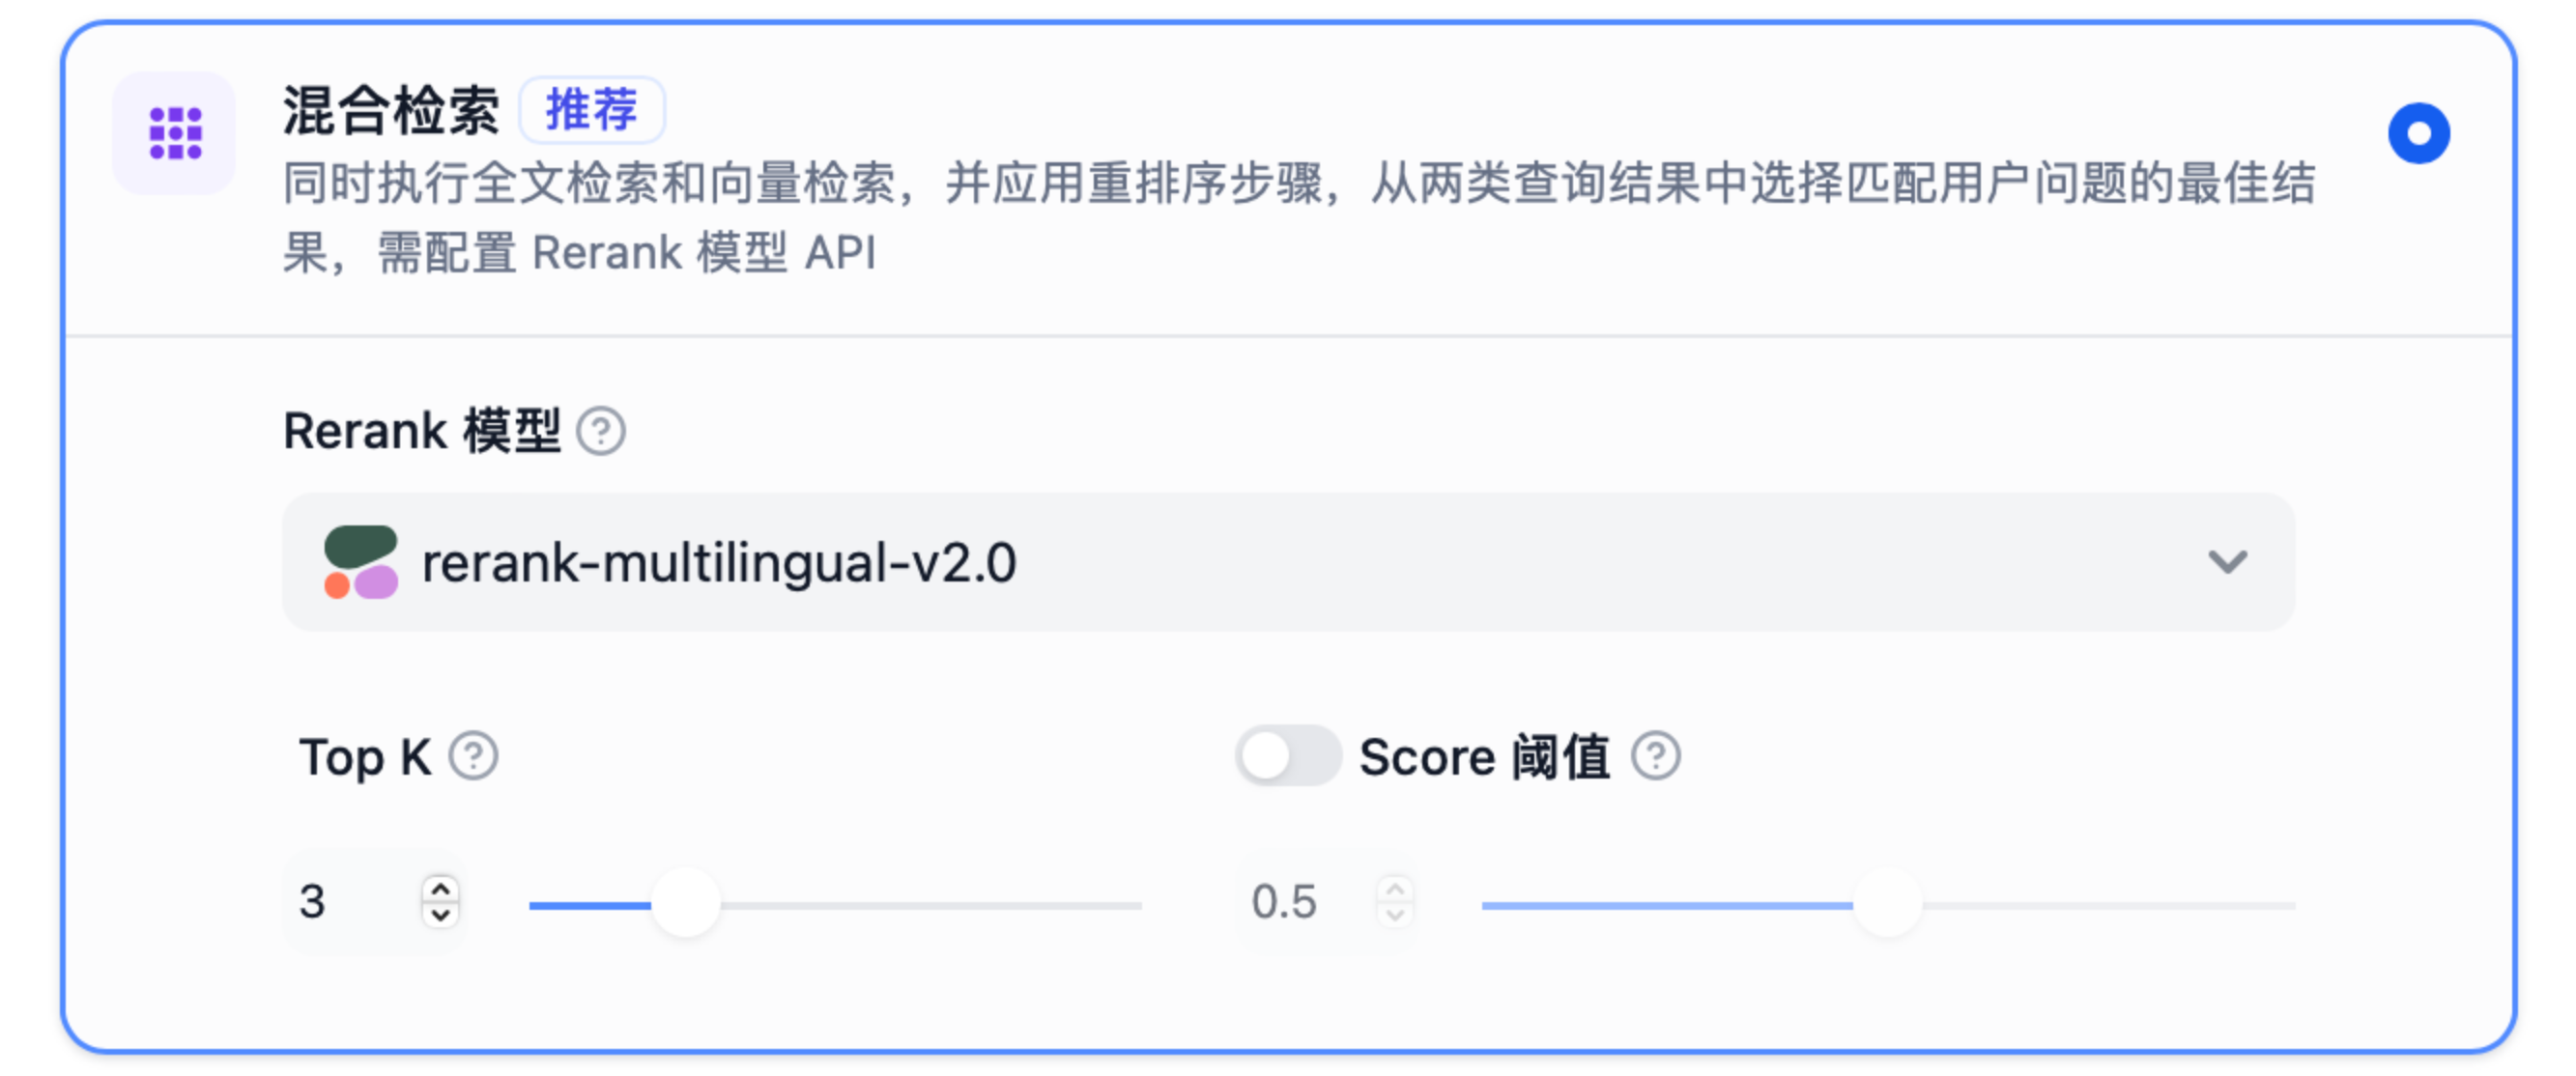 混合检索 推荐
同时执行全文检索和向量检索，并应用重排序步骤，从两类查询结果中选择匹配用户问题的最佳结
果，需配置 Rerank 模型 API
Rerank 模型
rerank-multilingual-v2.0
Top K
Score 阈值
3
0.5